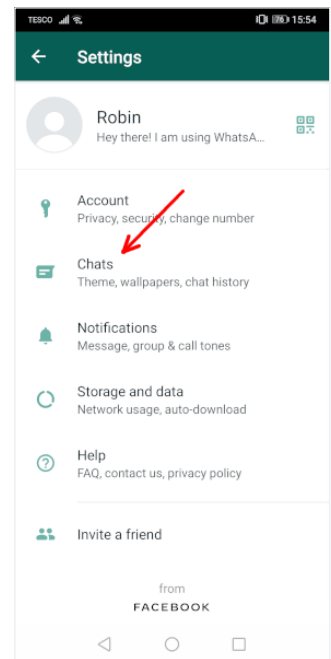 TESCO 76 15:54
Settings
Robin
Hey there! I am using WhatsA...
Account
Privacy, security, change number
Chats
Theme, wallpapers, chat history
Notifications
Message, group & call tones
Storage and data
Network usage, auto-download
Help
FAQ, contact us, privacy policy
Invite a friend
from
FACEBOOK